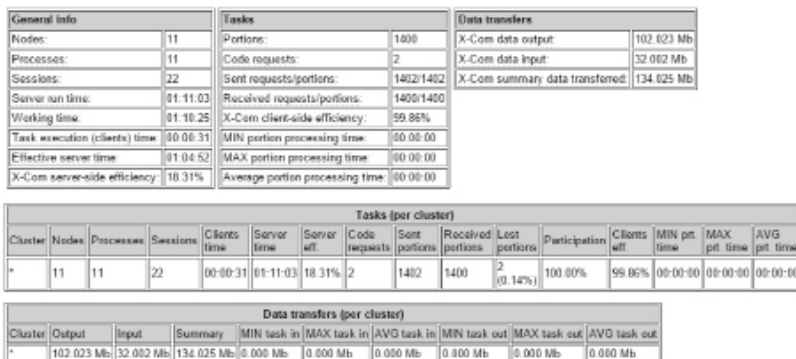 General info
Nodes: 11
Processes: 11
Sessions: 22
Server run time: 01:11:03
Working time: 01:10:25
Task execution (clients) time: 00:00:31
Effective server time: 01:04:52
X-Com server-side efficiency: 18.31%
Tasks
Portions: 1400
Code requests: 2
Sent requests/portions: 1402/1402
Received requests/portions: 1400/1400
X-Com client-side efficiency: 99.86%
MIN portion processing time: 00:00:00
MAX portion processing time: 00:00:00
Average portion processing time: 00:00:00
Data transfers
X-Com data output: 102.023 Mb
X-Com data input: 32.002 Mb
X-Com summary data transferred: 134.025 Mb
Tasks (per cluster)
Cluster Nodes Processes Sessions Clients time Server time Server eff. Code requests Sent portions Received portions Lost portions Participation Clients eff. MIN prt. time MAX prt. time AVG prt. time
* 11 11 22 00:00:31 01:11:03 18.31% 2 1402 1400 2 (0.14%) 100.00% 99.86% 00:00:00 00:00:00 00:00:00
Data transfers (per cluster)
Cluster Output Input Summary MIN task in MAX task in AVG task in MIN task out MAX task out AVG task out
* 102.023 Mb 32.002 Mb 134.025 Mb 0.000 Mb 0.000 Mb 0.000 Mb 0.000 Mb 0.000 Mb 0.000 Mb